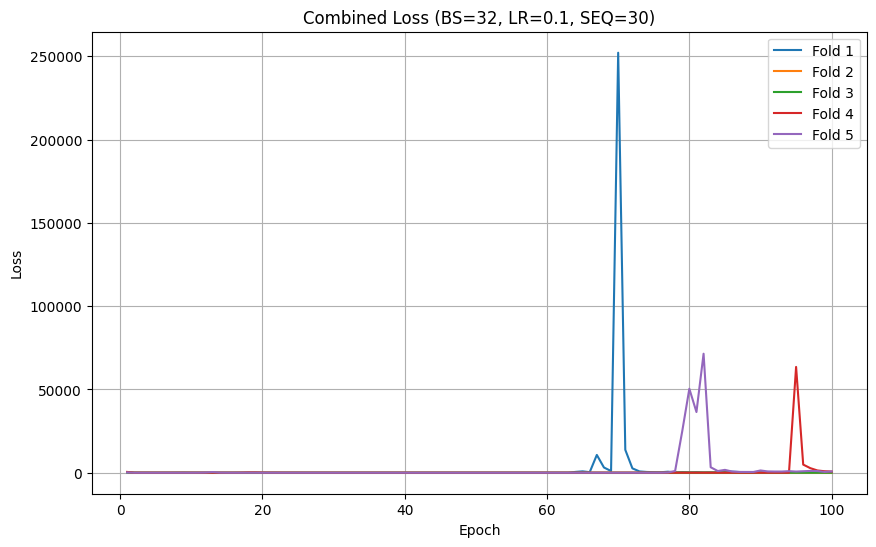 Combined Loss (BS=32, LR=0.1, SEQ=30)
Fold 1
Fold 2
Fold 3
Fold 4
Fold 5
250000
200000
150000
100000
50000
0
Loss
0 20 40 60 80 100
Epoch